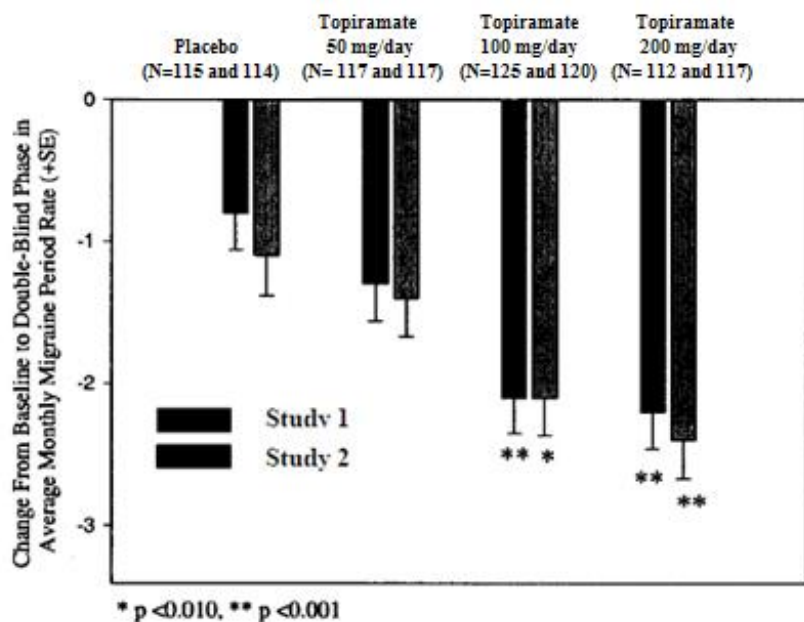 Placebo
(N=115 and 114)
Topiramate
50 mg/day
(N= 117 and 117)
Topiramate
100 mg/day
(N=125 and 120)
Topiramate
200 mg/day
(N= 112 and 117)
Change From Baseline to Double-Blind Phase in
Average Monthly Migraine Period Rate (+SE)
0
-1
-2
-3
Study 1
Study 2
**
*
**
**
* p <0.010, ** p <0.001